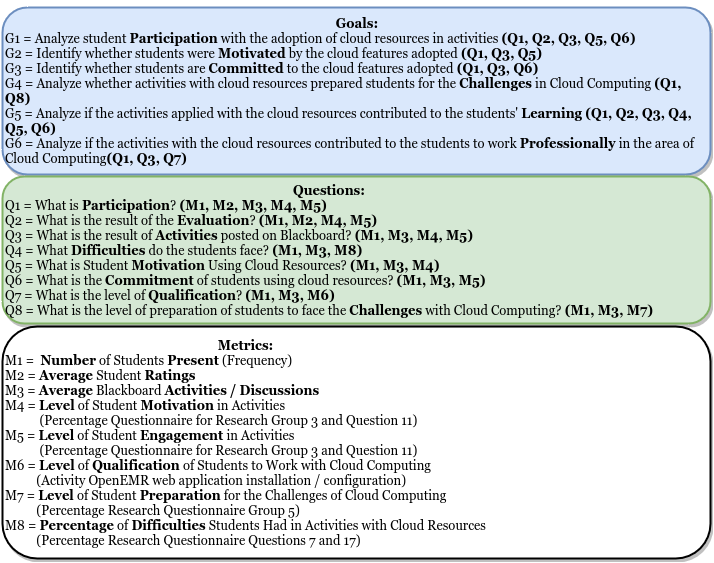 Goals:
G1 = Analyze student Participation with the adoption of cloud resources in activities (Q1, Q2, Q3, Q5, Q6)
G2 = Identify whether students were Motivated by the cloud features adopted (Q1, Q3, Q5)
G3 = Identify whether students are Committed to the cloud features adopted (Q1, Q3, Q6)
G4 = Analyze whether activities with cloud resources prepared students for the Challenges in Cloud Computing (Q1,
Q8)
G5 = Analyze if the activities applied with the cloud resources contributed to the students' Learning (Q1, Q2, Q3, Q4,
Q5, Q6)
G6 = Analyze if the activities with the cloud resources contributed to the students to work Professionally in the area of
Cloud Computing(Q1, Q3, Q7)
Questions:
Q1 = What is Participation? (M1, M2, M3, M4, M5)
Q2 = What is the result of the Evaluation? (M1, M2, M4, M5)
Q3 = What is the result of Activities posted on Blackboard? (M1, M3, M4, M5)
Q4 = What Difficulties do the students face? (M1, M3, M8)
Q5 = What is Student Motivation Using Cloud Resources? (M1, M3, M4)
Q6 = What is the Commitment of students using cloud resources? (M1, M3, M5)
Q7 = What is the level of Qualification? (M1, M3, M6)
Q8 = What is the level of preparation of students to face the Challenges with Cloud Computing? (M1, M3, M7)
Metrics:
M1 = Number of Students Present (Frequency)
M2 = Average Student Ratings
M3 = Average Blackboard Activities / Discussions
M4 = Level of Student Motivation in Activities
(Percentage Questionnaire for Research Group 3 and Question 11)
M5 = Level of Student Engagement in Activities
(Percentage Questionnaire for Research Group 3 and Question 11)
M6 = Level of Qualification of Students to Work with Cloud Computing
(Activity OpenEMR web application installation / configuration)
M7 = Level of Student Preparation for the Challenges of Cloud Computing
(Percentage Research Questionnaire Group 5)
M8 = Percentage of Difficulties Students Had in Activities with Cloud Resources
(Percentage Research Questionnaire Questions 7 and 17)